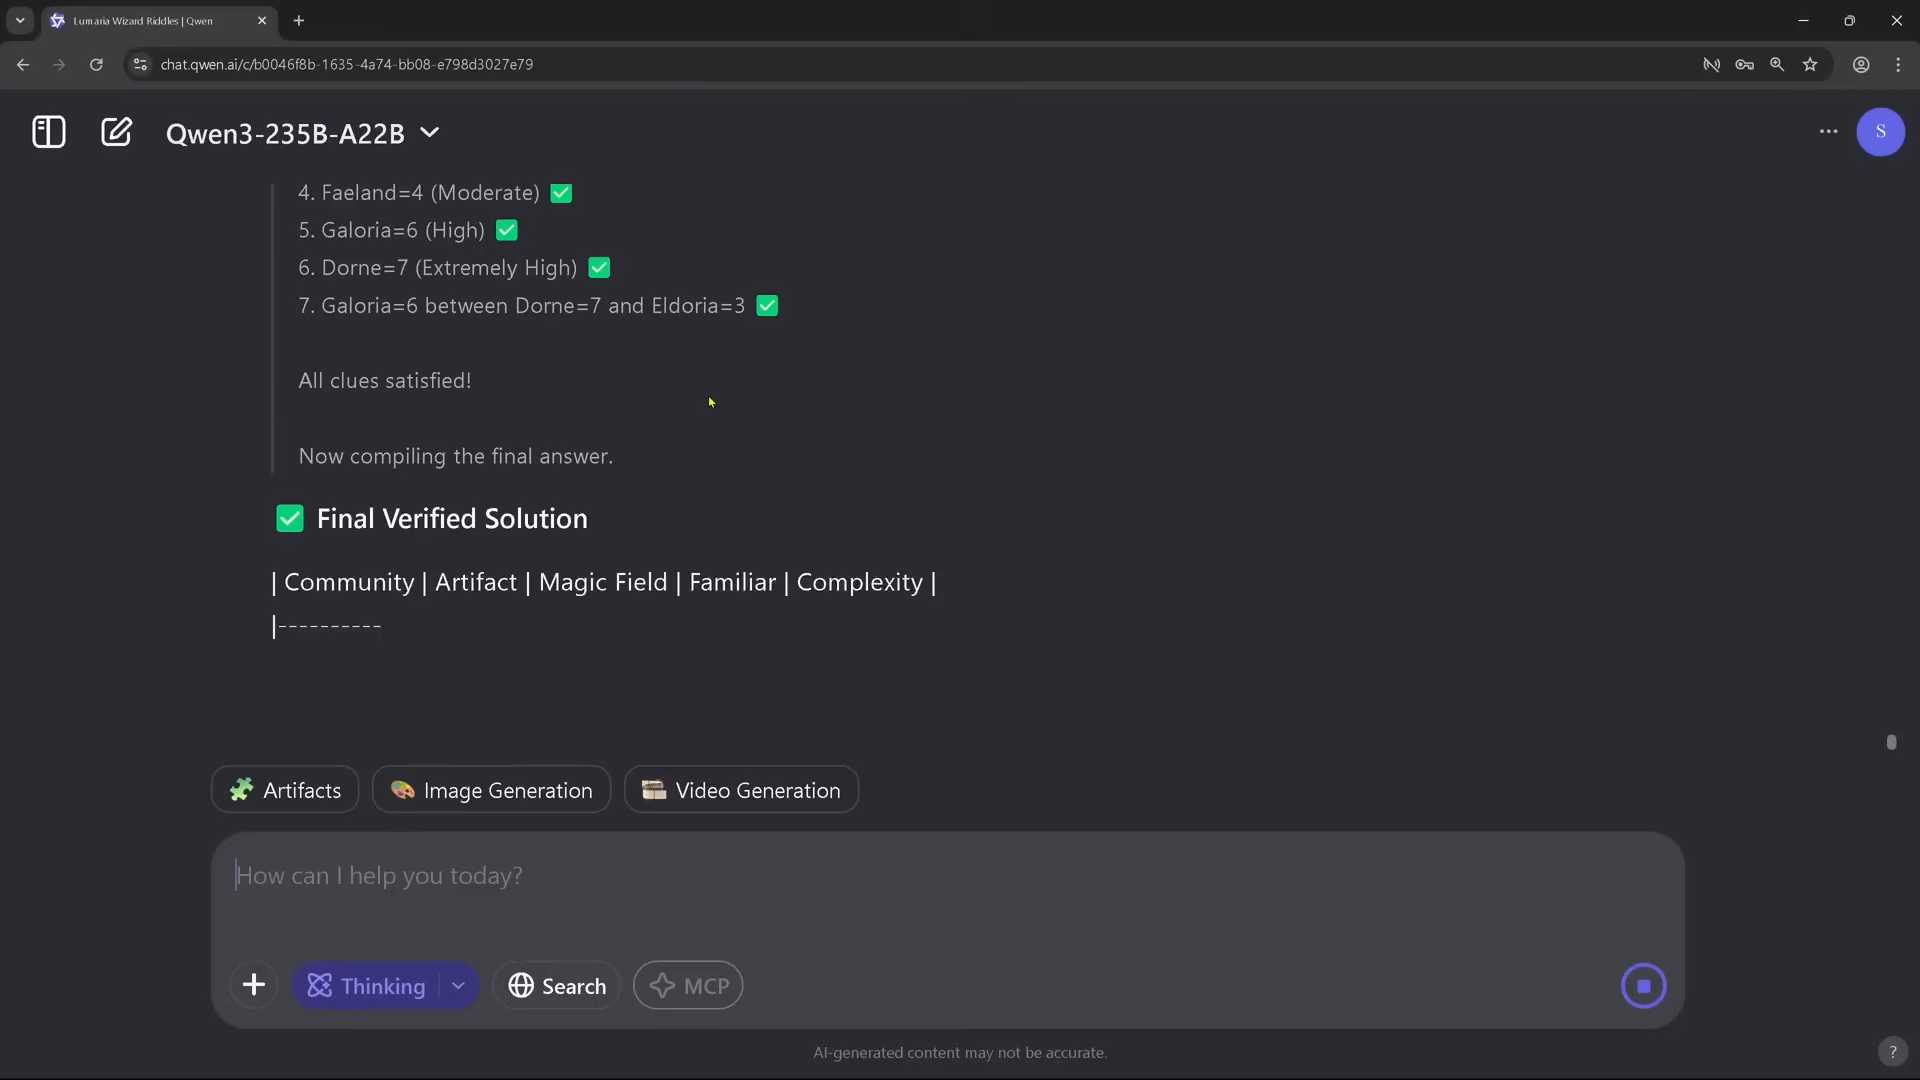 Lumaria Wizard Riddles | Qwen
chat.qwen.ai/c/b0046f8b-1635-4a74-bb08-e798d3027e79
Qwen3-235B-A22B
S
4. Faeland=4 (Moderate) ✅
5. Galoria=6 (High) ✅
6. Dorne=7 (Extremely High) ✅
7. Galoria=6 between Dorne=7 and Eldoria=3 ✅
All clues satisfied!
Now compiling the final answer.
✅ Final Verified Solution
| Community | Artifact | Magic Field | Familiar | Complexity |
|----------
Artifacts
Image Generation
Video Generation
How can I help you today?
Thinking
Search
MCP
AI-generated content may not be accurate.
?